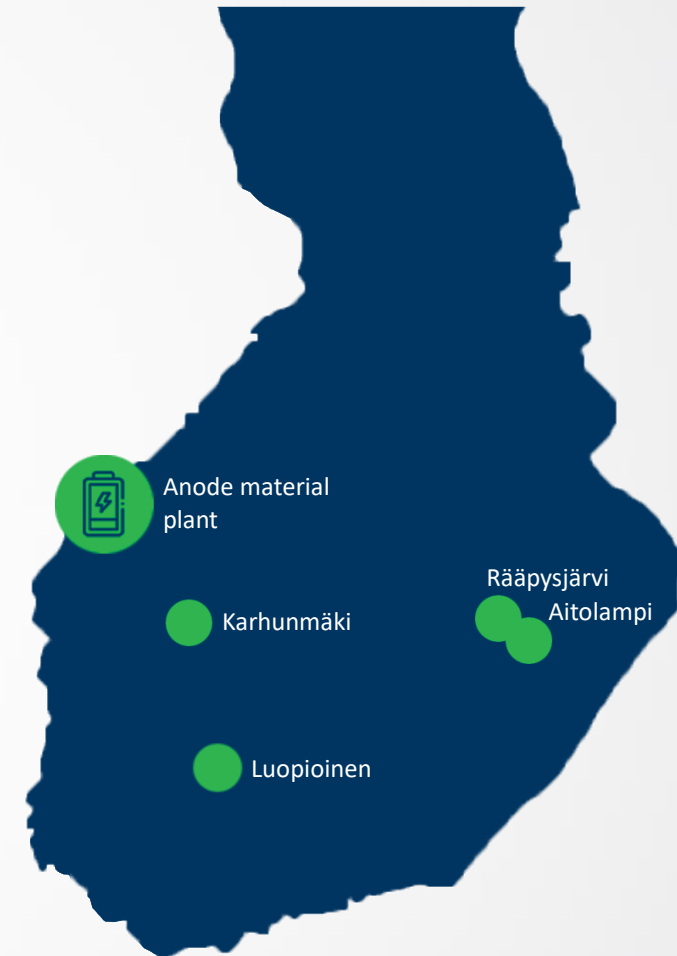 Anode material
plant
Rääpysjärvi
Aitolampi
Karhunmäki
Luopioinen